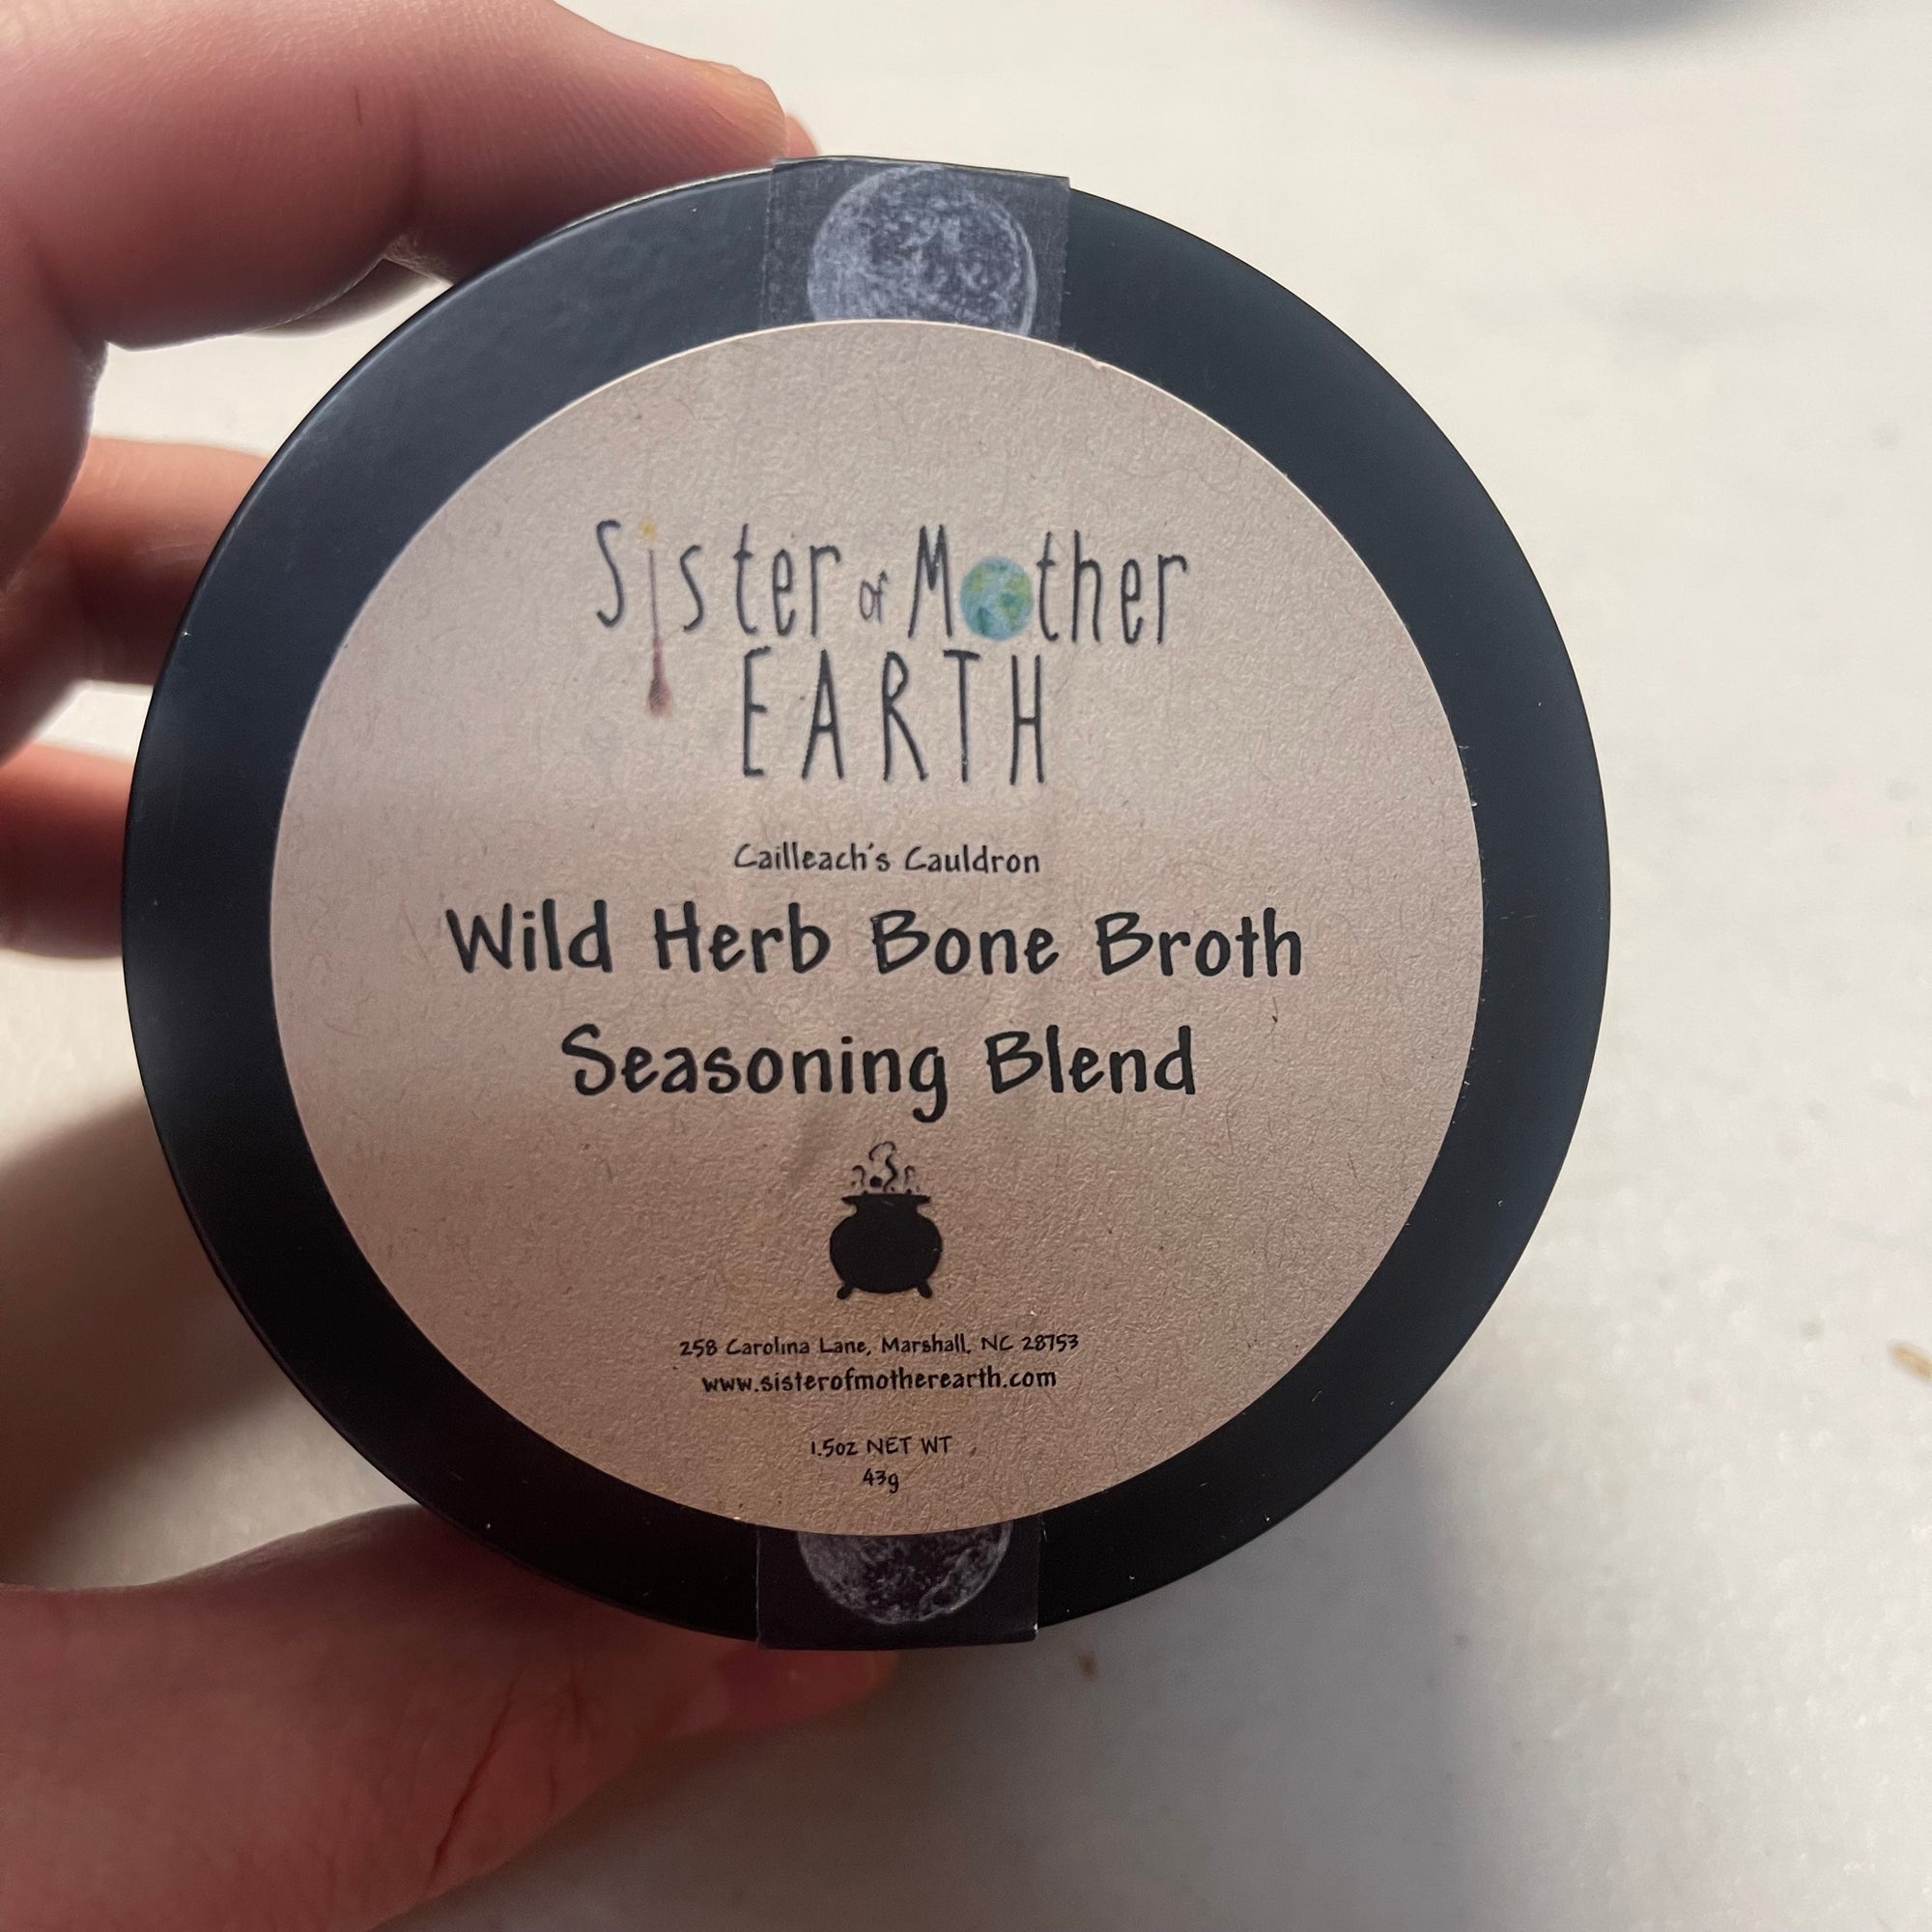 Sister of Mother
EARTH
Cailleach's Cauldron
Wild Herb Bone Broth
Seasoning Blend
258 Carolina Lane, Marshall, NC 28753
www.sisterofmotherearth.com
1.5oz NET WT
43g